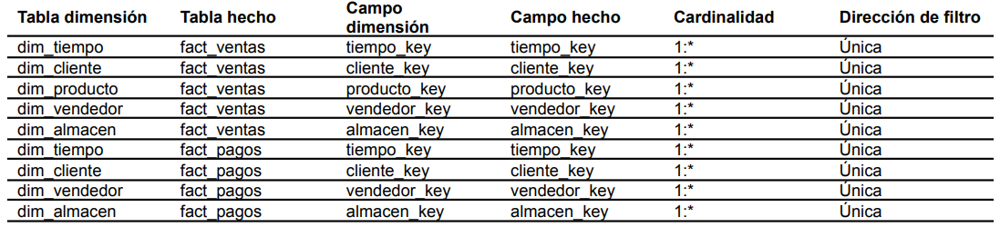 Tabla dimensión Tabla hecho Campo dimensión Campo hecho Cardinalidad Dirección de filtro
dim_tiempo fact_ventas tiempo_key tiempo_key 1:* Única
dim_cliente fact_ventas cliente_key cliente_key 1:* Única
dim_producto fact_ventas producto_key producto_key 1:* Única
dim_vendedor fact_ventas vendedor_key vendedor_key 1:* Única
dim_almacen fact_ventas almacen_key almacen_key 1:* Única
dim_tiempo fact_pagos tiempo_key tiempo_key 1:* Única
dim_cliente fact_pagos cliente_key cliente_key 1:* Única
dim_vendedor fact_pagos vendedor_key vendedor_key 1:* Única
dim_almacen fact_pagos almacen_key almacen_key 1:* Única